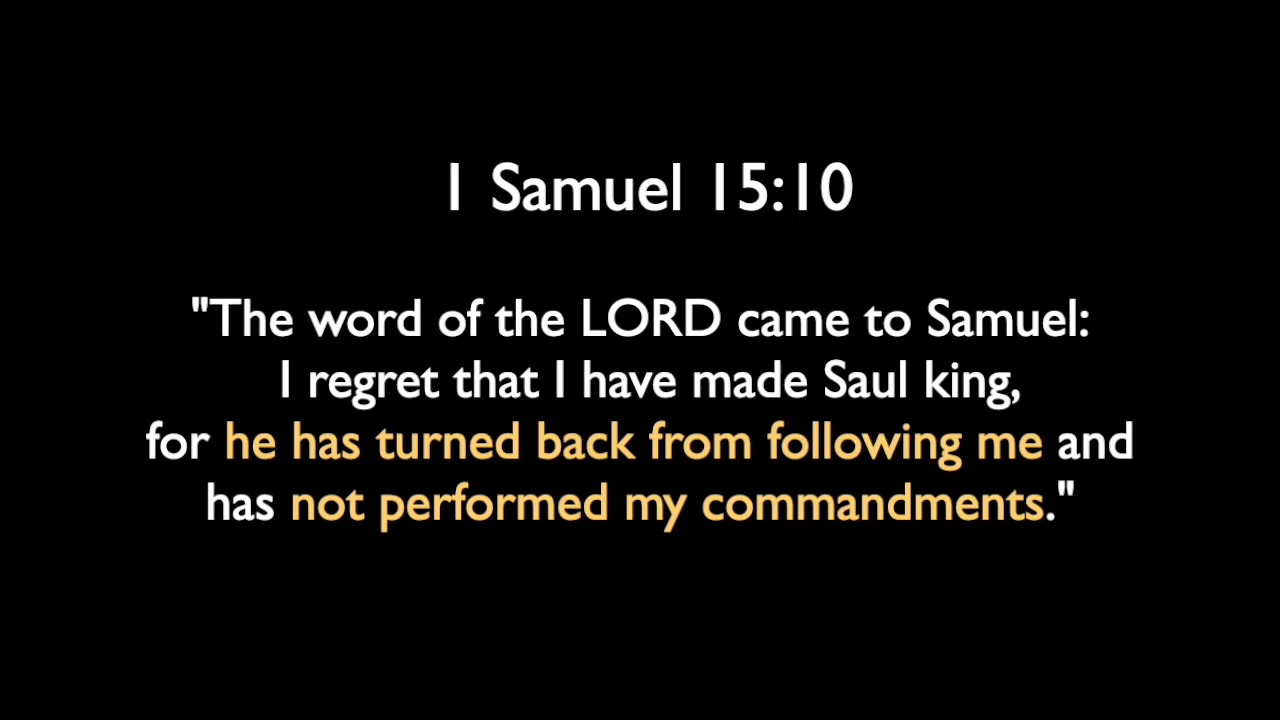 1 Samuel 15:10
"The word of the LORD came to Samuel:
I regret that I have made Saul king,
for he has turned back from following me and
has not performed my commandments."